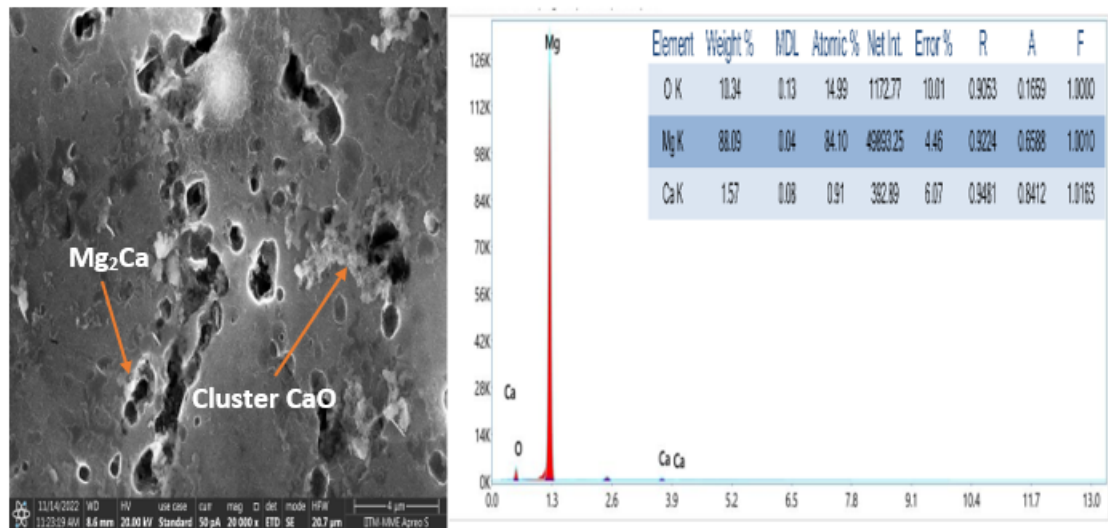 Mg₂Ca
Cluster CaO
11/14/2022 WD HV use case curr mag □ det mode HFW 4 μm
11:23:19 AM 8.6 mm 20.00 kV Standard 50 pA 20 000 x ETD SE 20.7 μm IITM-MME Apreo S
126K
112K
98K
84K
70K
56K
42K
28K
14K
0K
Mg
Ca
O
Ca Ca
0.0 1.3 2.6 3.9 5.2 6.5 7.8 9.1 10.4 11.7 13.0
Element Weight % MDL Atomic % Net Int. Error % R A F
O K 10.34 0.13 14.99 1172.77 10.01 0.9053 0.1659 1.0000
Mg K 88.09 0.04 84.10 49893.25 4.46 0.9224 0.6588 1.0010
Ca K 1.57 0.08 0.91 392.89 6.07 0.9481 0.8412 1.0163